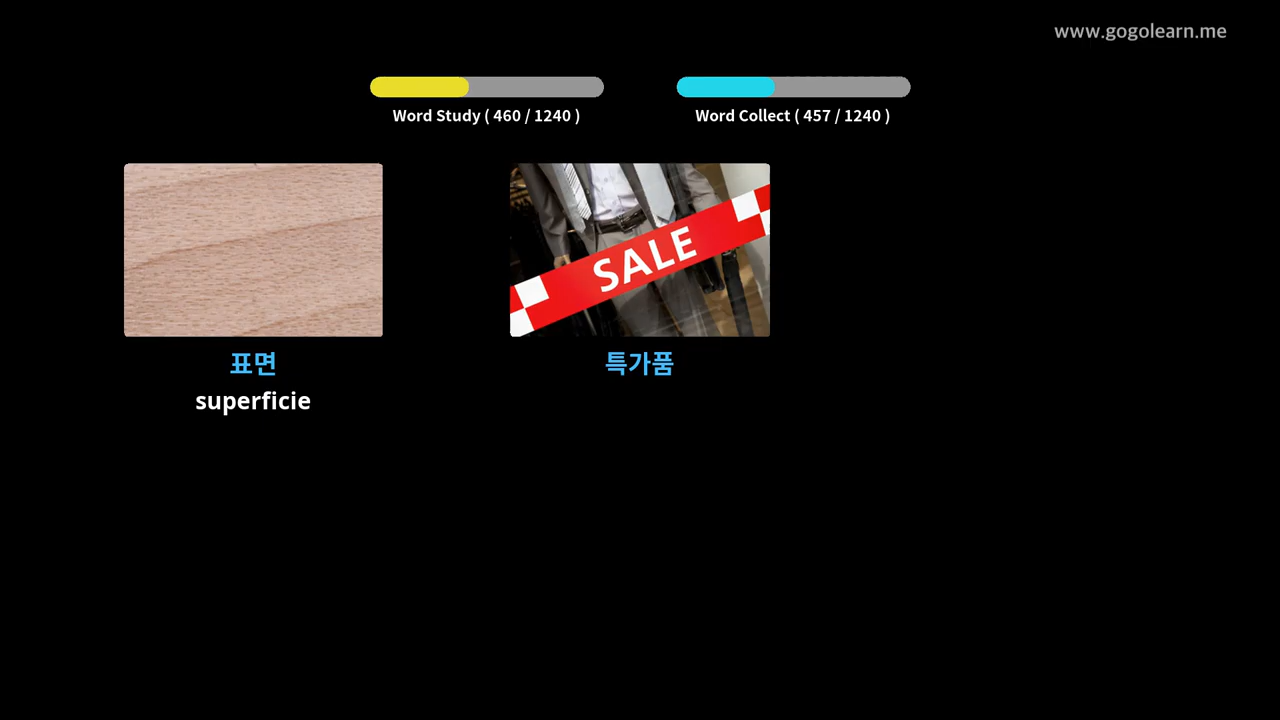 www.gogolearn.me
Word Study ( 460 / 1240 )
Word Collect ( 457 / 1240 )
SALE
표면
특가품
superficie